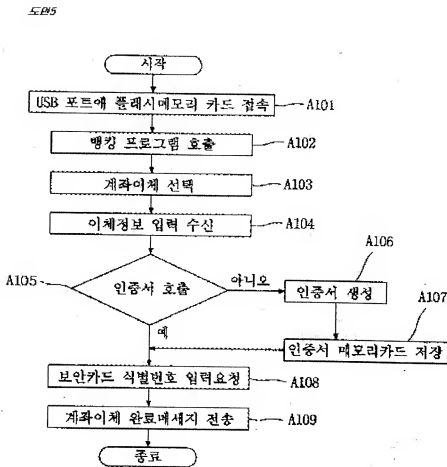 도면5
시작
USB 포트에 플래시메모리 카드 접속
A101
뱅킹 프로그램 호출
A102
계좌이체 선택
A103
이체정보 입력 수신
A104
A105
인증서 호출
아니오
A106
인증서 생성
A107
예
인증서 메모리카드 저장
보안카드 식별번호 입력요청
A108
계좌이체 완료메세지 전송
A109
종료